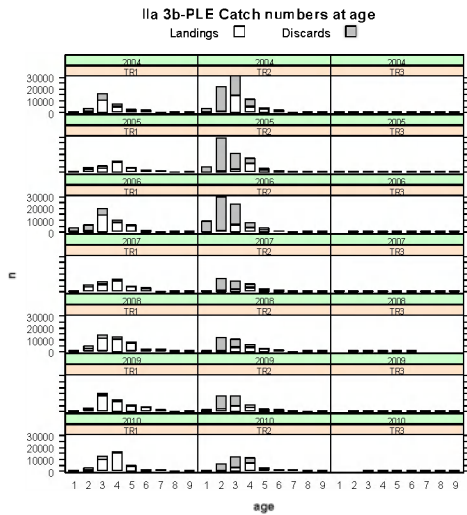 IIa 3b-PLE Catch numbers at age
Landings Discards
2004 2004 2004
TR1 TR2 TR3
30000
20000
10000
0
2005 2005 2005
TR1 TR2 TR3
2006 2006 2006
TR1 TR2 TR3
30000
20000
10000
0
2007 2007 2007
TR1 TR2 TR3
n
2008 2008 2008
TR1 TR2 TR3
30000
20000
10000
0
2009 2009 2009
TR1 TR2 TR3
2010 2010 2010
TR1 TR2 TR3
30000
20000
10000
0
1 2 3 4 5 6 7 8 9 1 2 3 4 5 6 7 8 9 1 2 3 4 5 6 7 8 9
age